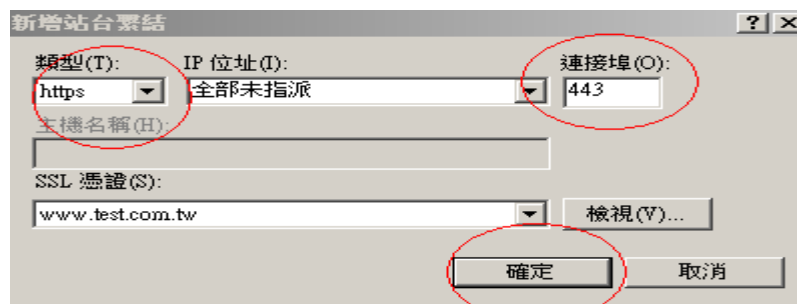 新增站台繫結
類型(T): IP 位址(I): 連接埠(O):
https 全部未指派 443
主機名稱(H):
SSL 憑證(S):
www.test.com.tw 檢視(V)...
確定 取消